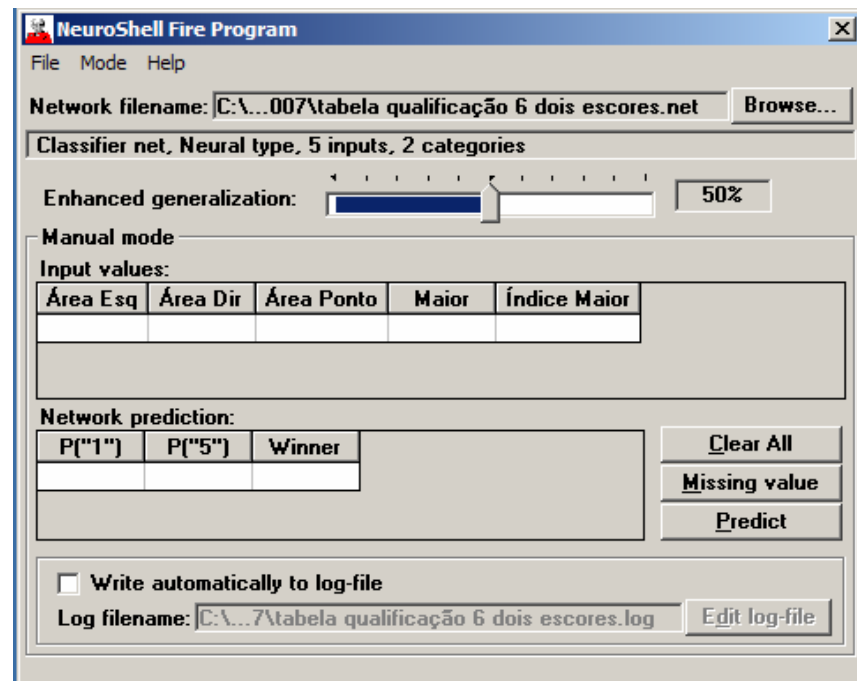 NeuroShell Fire Program
File Mode Help
Network filename: C:\...007\tabela qualificação 6 dois escores.net Browse...
Classifier net, Neural type, 5 inputs, 2 categories
Enhanced generalization: 50%
Manual mode
Input values:
Área Esq Área Dir Área Ponto Maior Índice Maior
Network prediction:
P("1") P("5") Winner
Clear All
Missing value
Predict
Write automatically to log-file
Log filename: C:\...7\tabela qualificação 6 dois escores.log Edit log-file